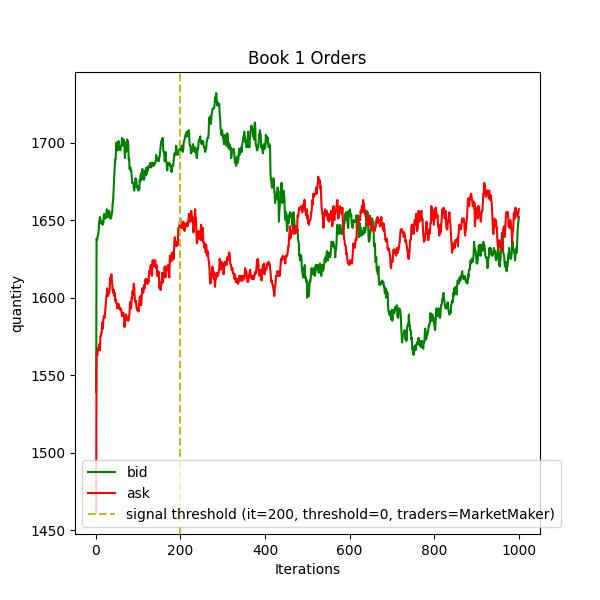 Book 1 Orders
quantity
1700
1650
1600
1550
1500
1450
bid
ask
signal threshold (it=200, threshold=0, traders=MarketMaker)
0 200 400 600 800 1000
Iterations